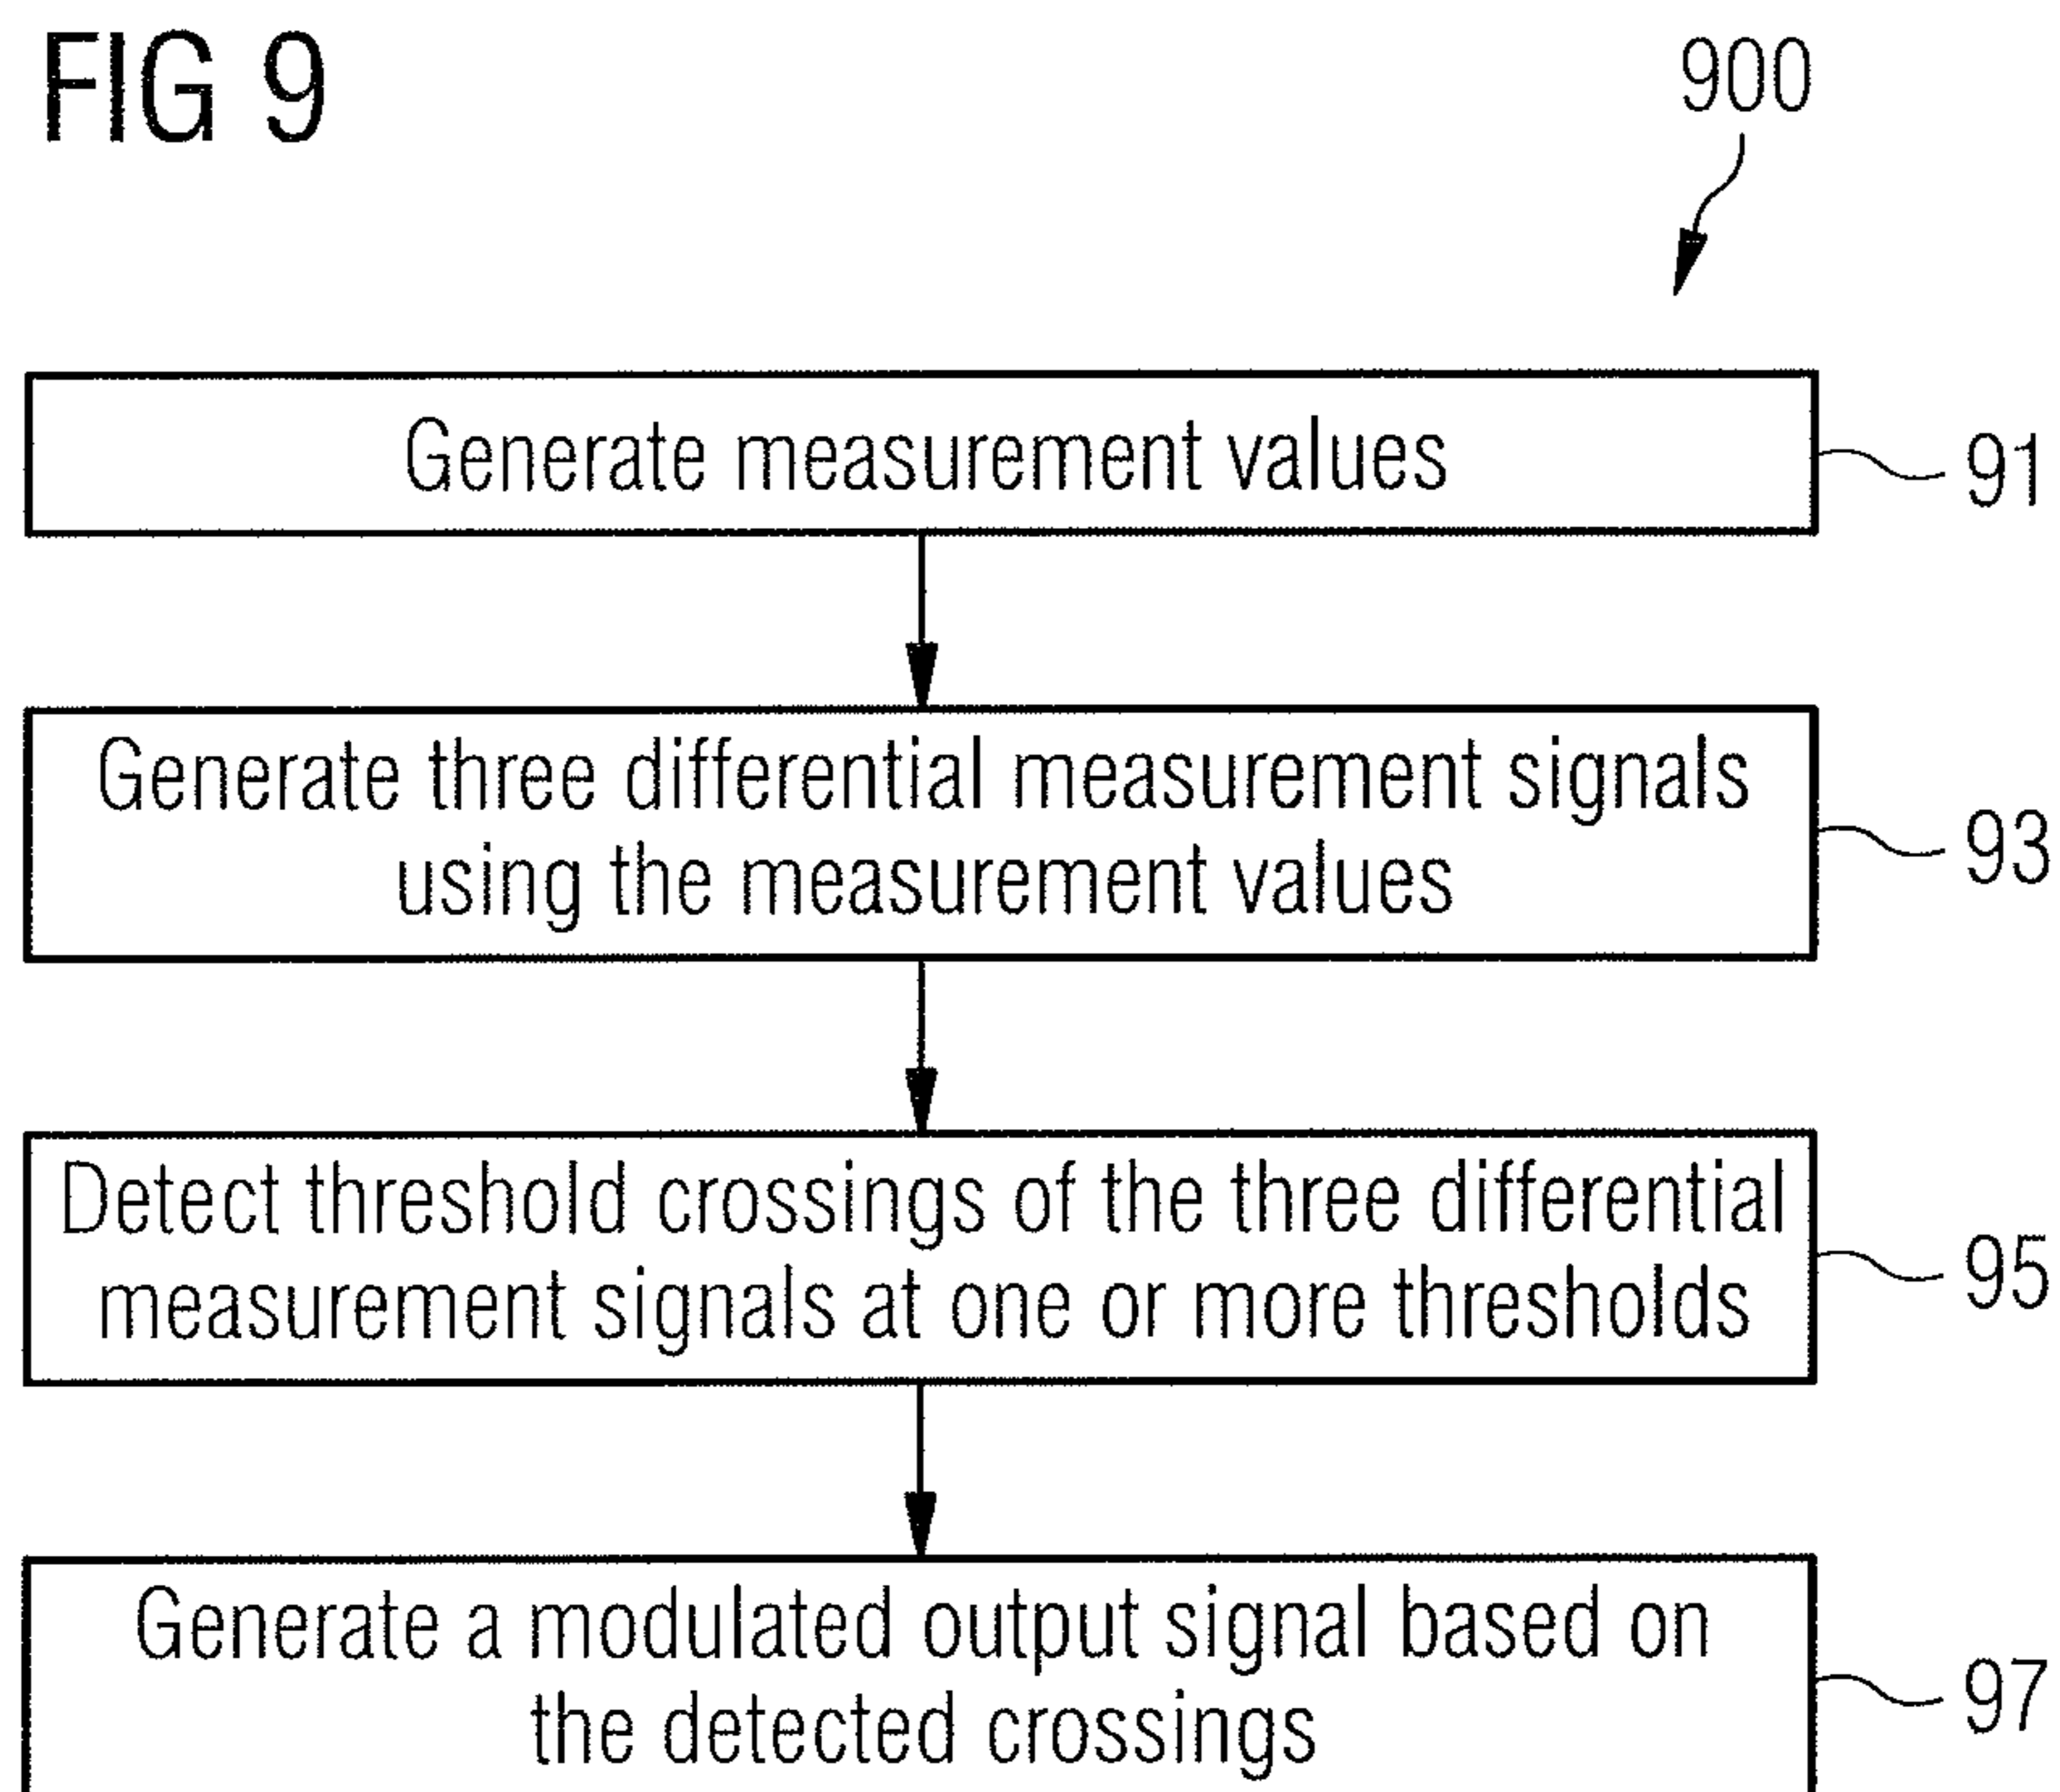 FIG 9
900
Generate measurement values
91
Generate three differential measurement signals
using the measurement values
93
Detect threshold crossings of the three differential
measurement signals at one or more thresholds
95
Generate a modulated output signal based on
the detected crossings
97